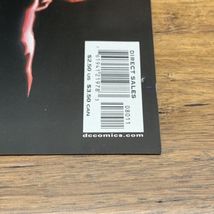 DIRECT SALES
08011
$2.50 US $3.50 CAN
dccomics.com